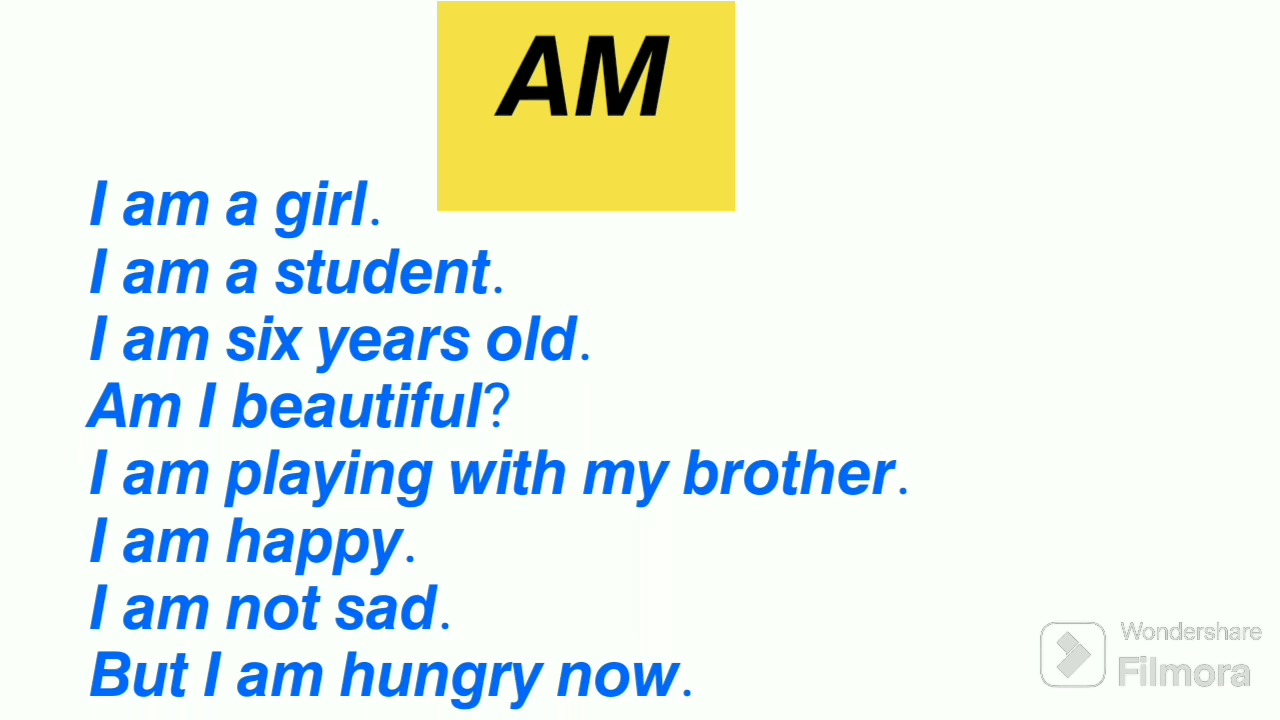 AM
I am a girl.
I am a student.
I am six years old.
Am I beautiful?
I am playing with my brother.
I am happy.
I am not sad.
But I am hungry now.
Wondershare
Filmora